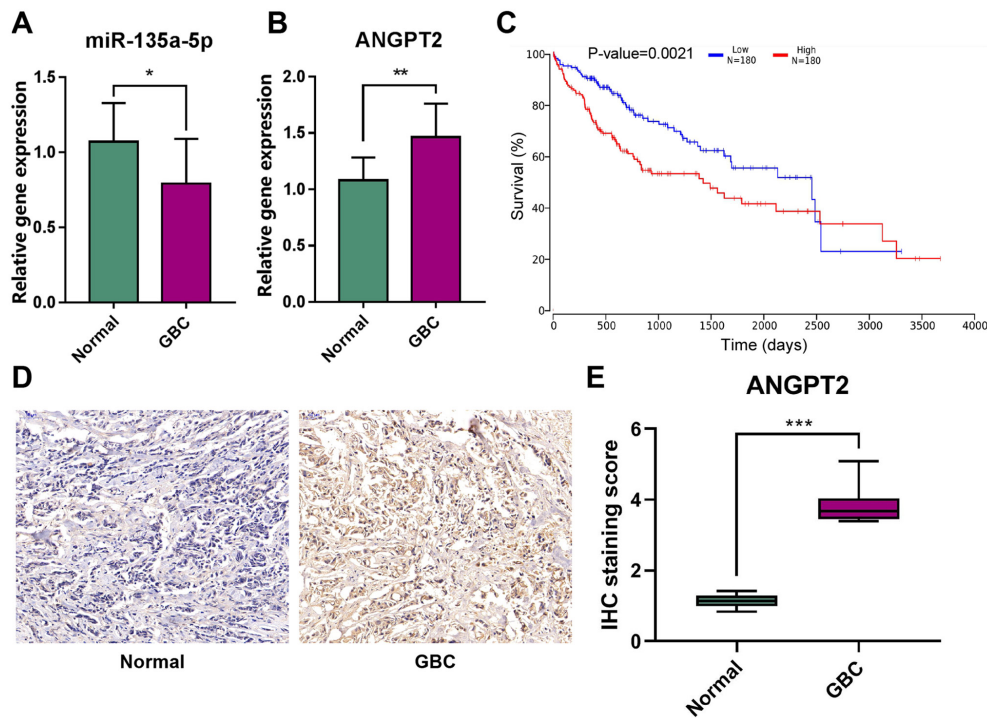 A
miR-135a-5p
Relative gene expression
1.5
1.0
0.5
0.0
*
Normal
GBC
B
ANGPT2
Relative gene expression
2.0
1.5
1.0
0.5
0.0
**
Normal
GBC
C
P-value=0.0021
Low
N=180
High
N=180
Survival (%)
100
80
60
40
20
0
0
500
1000
1500
2000
2500
3000
3500
4000
Time (days)
D
Normal
GBC
E
ANGPT2
IHC staining score
6
4
2
0
***
Normal
GBC